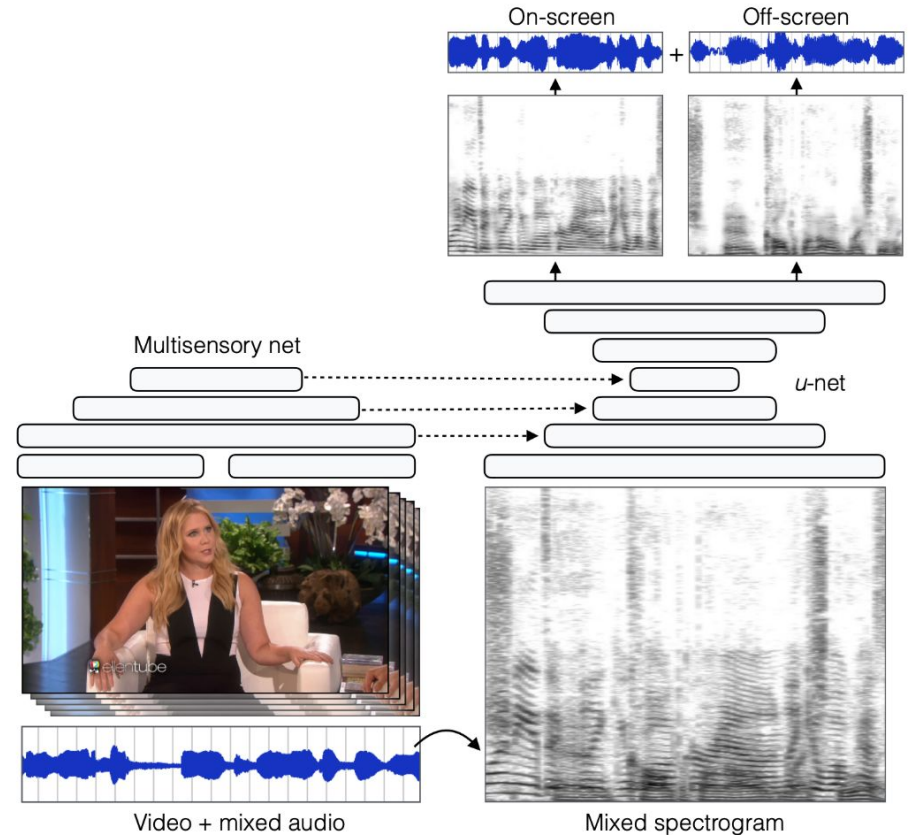 On-screen
Off-screen
+
Multisensory net
u-net
ellentube
Video + mixed audio
Mixed spectrogram